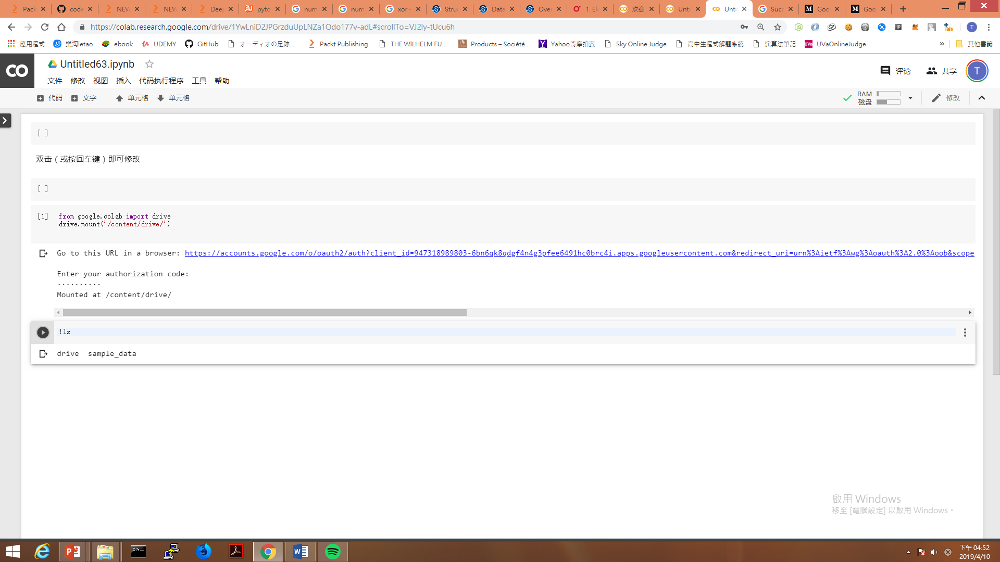 Pack
code
NEW
NEW
Deep
pyto
num
num
xor -
Struc
Data
Over
1. El
欢迎
Unti
Unti
Succ
Goo
Goo
https://colab.research.google.com/drive/1YwLniD2JPGrzduUpLNZa1Odo177v-adL#scrollTo=VJ2Iy-tUcu6h
應用程式
樂淘letao
ebook
UDEMY
GitHub
オーディオの足跡...
Packt Publishing
THE WILHELM FU...
Products – Société...
Yahoo奇摩拍賣
Sky Online Judge
高中生程式解題系統
演算法筆記
UVaOnlineJudge
»
其他書籤
CO
Untitled63.ipynb
评论
共享
T
文件 修改 视图 插入 代码执行程序 工具 帮助
代码
文字
单元格
单元格
RAM
磁盘
修改
[ ]
双击（或按回车键）即可修改
[ ]
[1]
from google.colab import drive
drive.mount('/content/drive/')
Go to this URL in a browser: https://accounts.google.com/o/oauth2/auth?client_id=947318989803-6bn6qk8qdgf4n4g3pfee6491hc0brc4i.apps.googleusercontent.com&redirect_uri=urn%3Aietf%3Awg%3Aoauth%3A2.0%3Aoob&scope
Enter your authorization code:
··········
Mounted at /content/drive/
!ls
drive sample_data
啟用 Windows
移至 [電腦設定] 以啟用 Windows。
下午 04:52
2019/4/10